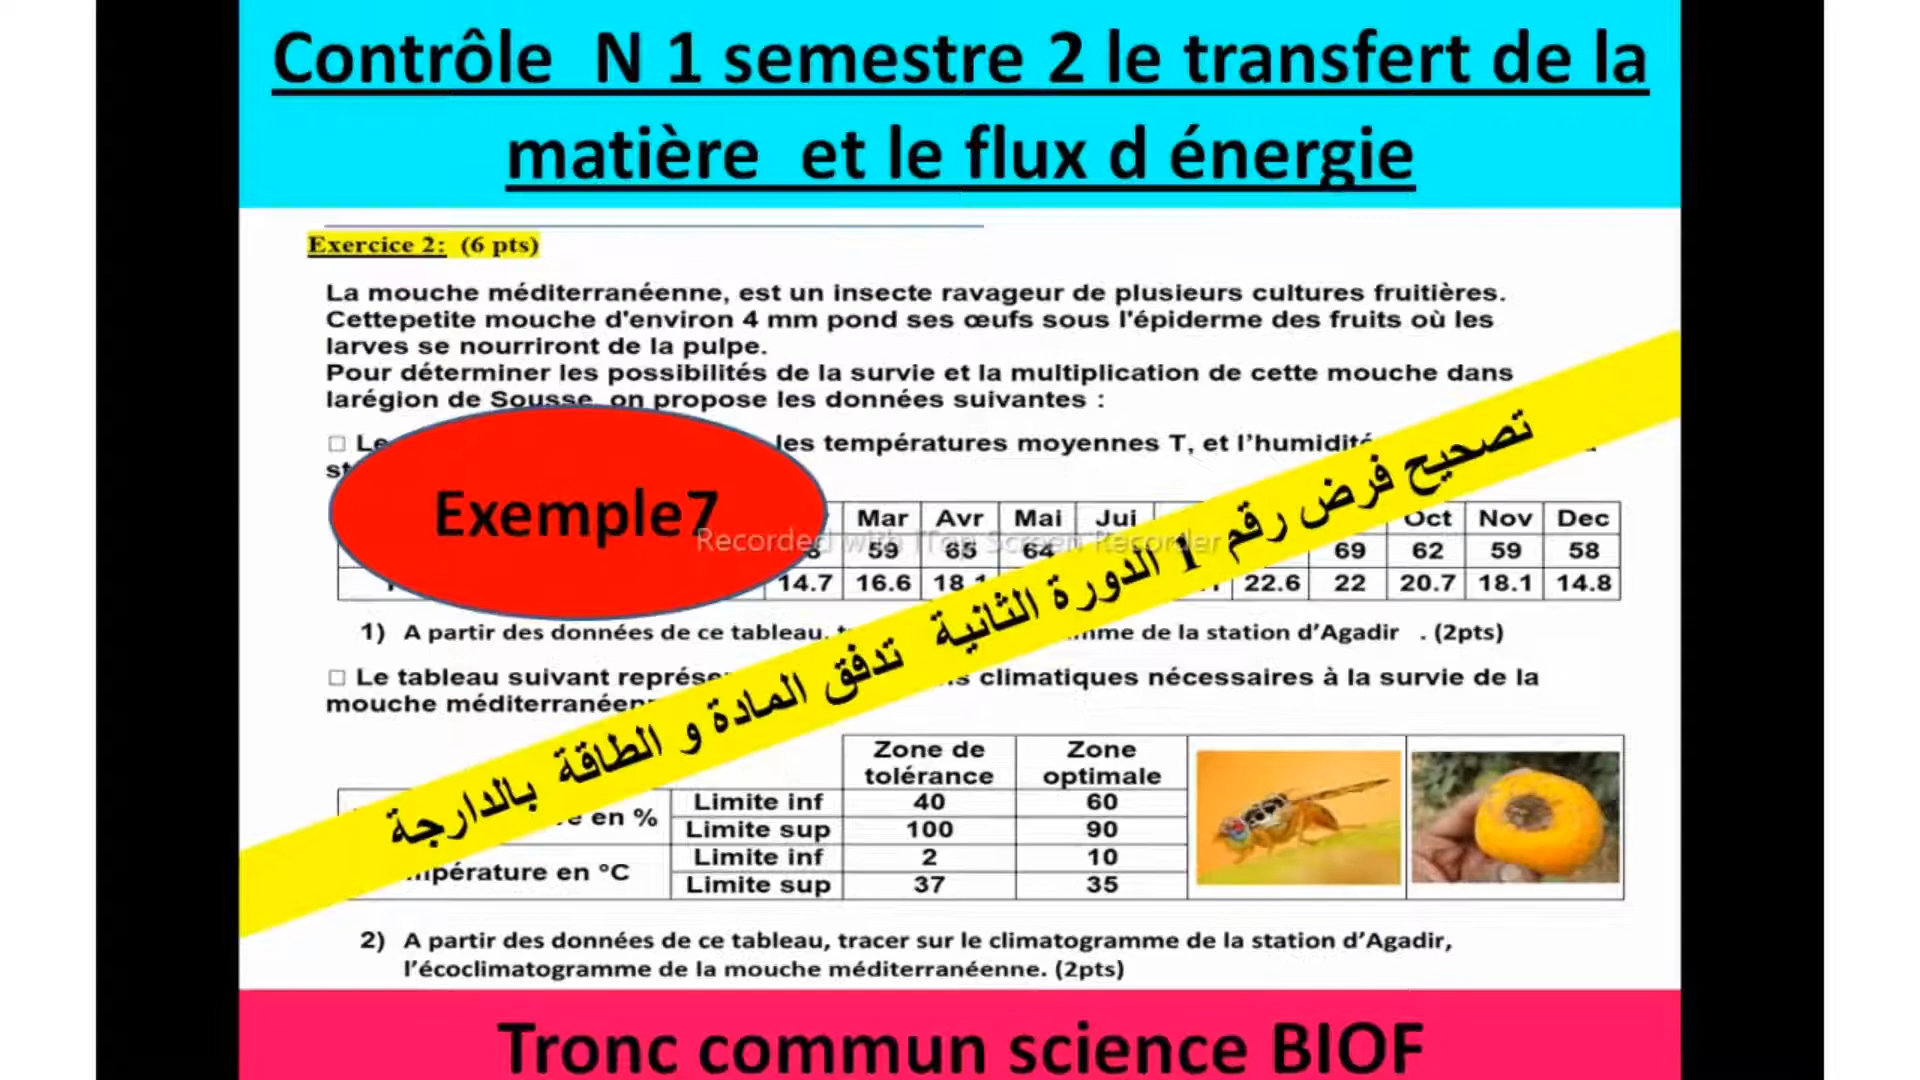 Contrôle N 1 semestre 2 le transfert de la
matière et le flux d énergie
Exercice 2: (6 pts)
La mouche méditerranéenne, est un insecte ravageur de plusieurs cultures fruitières.
Cettepetite mouche d'environ 4 mm pond ses œufs sous l'épiderme des fruits où les
larves se nourriront de la pulpe.
Pour déterminer les possibilités de la survie et la multiplication de cette mouche dans
larégion de Sousse, on propose les données suivantes :
les températures moyennes T, et l'humidité
Exemple7
Recorded with iTop Screen Recorder
Mar Avr Mai Jui Oct Nov Dec
59 65 64 69 62 59 58
14.7 16.6 22.6 22 20.7 18.1 14.8
تصحيح فرض رقم 1 الدورة الثانية تدفق المادة و الطاقة بالدارجة
1) A partir des données de ce tableau, de la station d'Agadir . (2pts)
□ Le tableau suivant climatiques nécessaires à la survie de la
mouche
Zone de tolérance Zone optimale
en %
Limite inf 40 60
Limite sup 100 90
en °C
Limite inf 2 10
Limite sup 37 35
2) A partir des données de ce tableau, tracer sur le climatogramme de la station d'Agadir,
l'écoclimatogramme de la mouche méditerranéenne. (2pts)
Tronc commun science BIOF